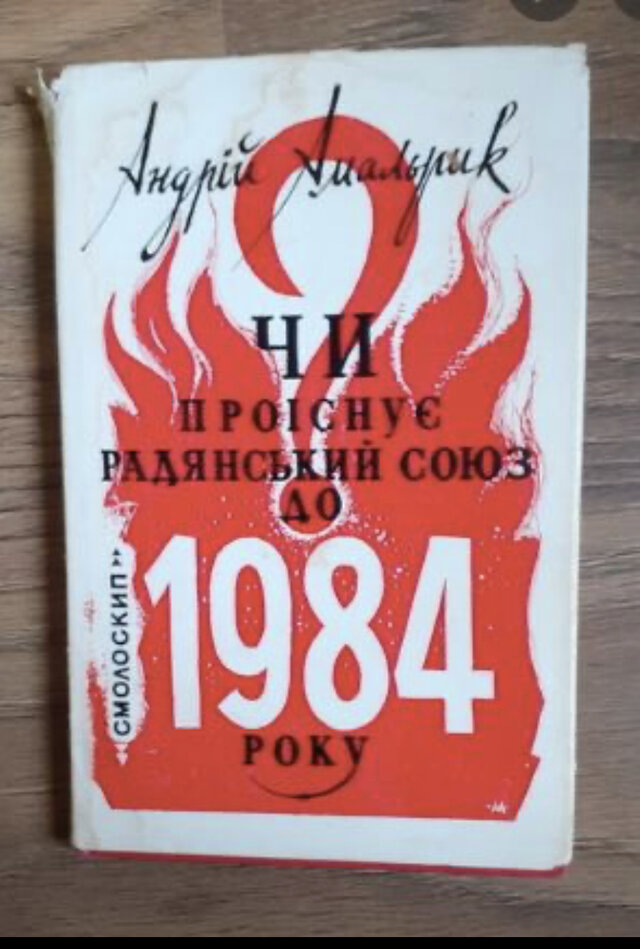 Андрій Амальрик
ЧИ
ПРОІСНУЄ
РАДЯНСЬКИЙ СОЮЗ
ДО
1984
РОКУ
СМОЛОСКИП»